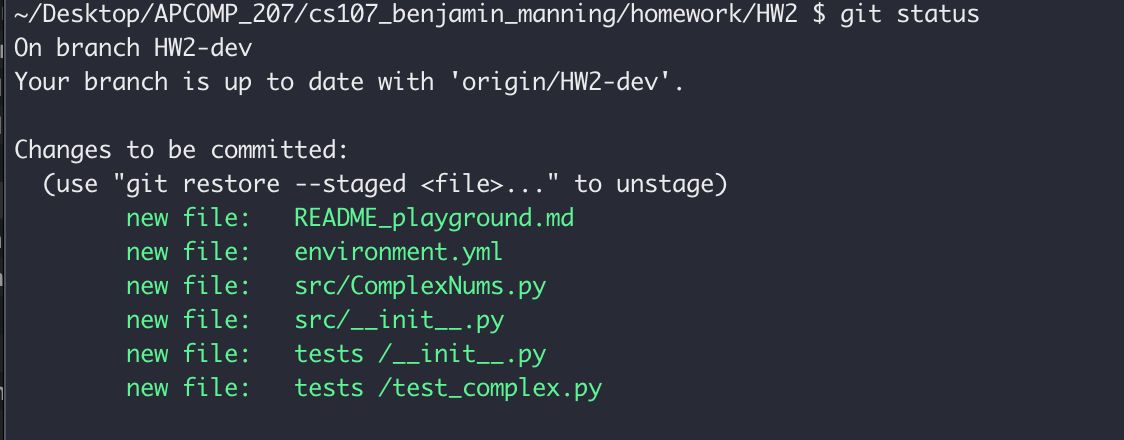 ~/Desktop/APCOMP_207/cs107_benjamin_manning/homework/HW2 $ git status
On branch HW2-dev
Your branch is up to date with 'origin/HW2-dev'.
Changes to be committed:
(use "git restore --staged <file>..." to unstage)
new file: README_playground.md
new file: environment.yml
new file: src/ComplexNums.py
new file: src/__init__.py
new file: tests /__init__.py
new file: tests /test_complex.py